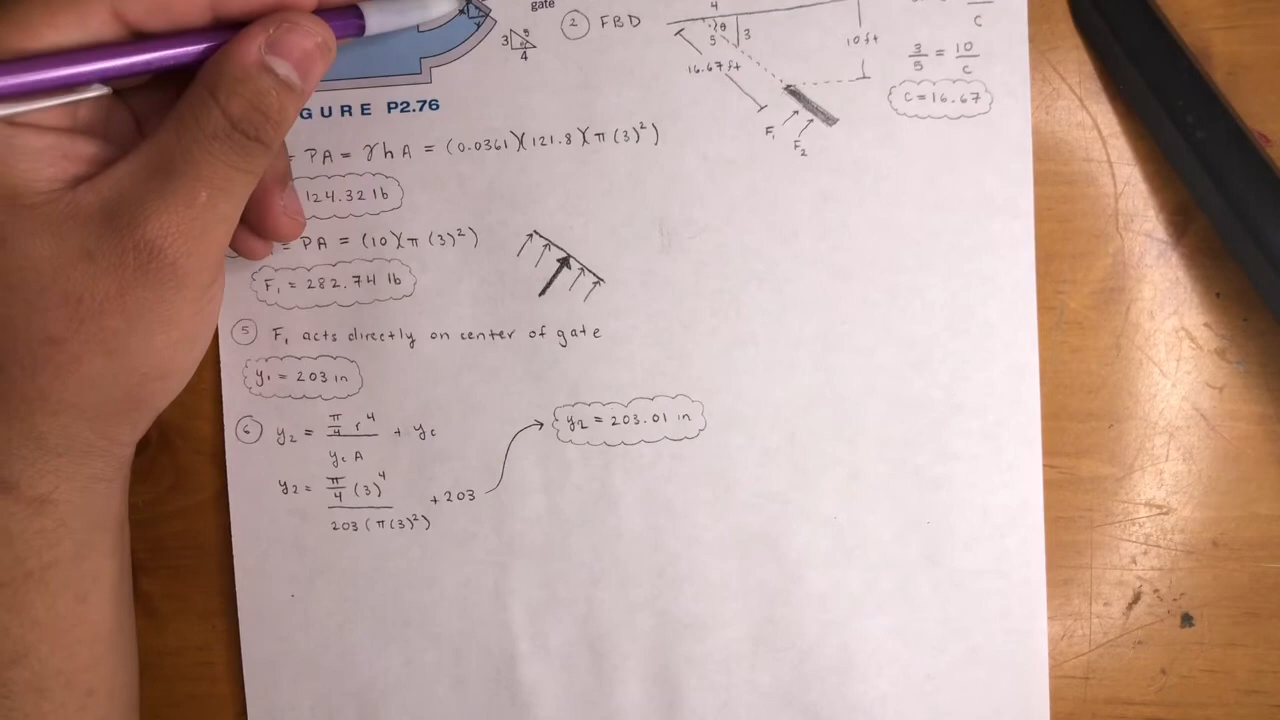 gate
3 5
θ
4
② FBD
4
θ
5
3
16.67 ft
10 ft
F₁
F₂
c
3/5 = 10/c
C = 16.67
GURE P2.76
= PA = γhA = (0.0361)(121.8)(π(3)²)
124.32 lb
= PA = (10)(π(3)²)
F₁ = 282.74 lb
⑤ F₁ acts directly on center of gate
y₁ = 203 in
⑥ y₂ = (π/4 r⁴)/(y꜀ A) + y꜀
y₂ = (π/4 (3)⁴)/(203(π(3)²)) + 203
y₂ = 203.01 in